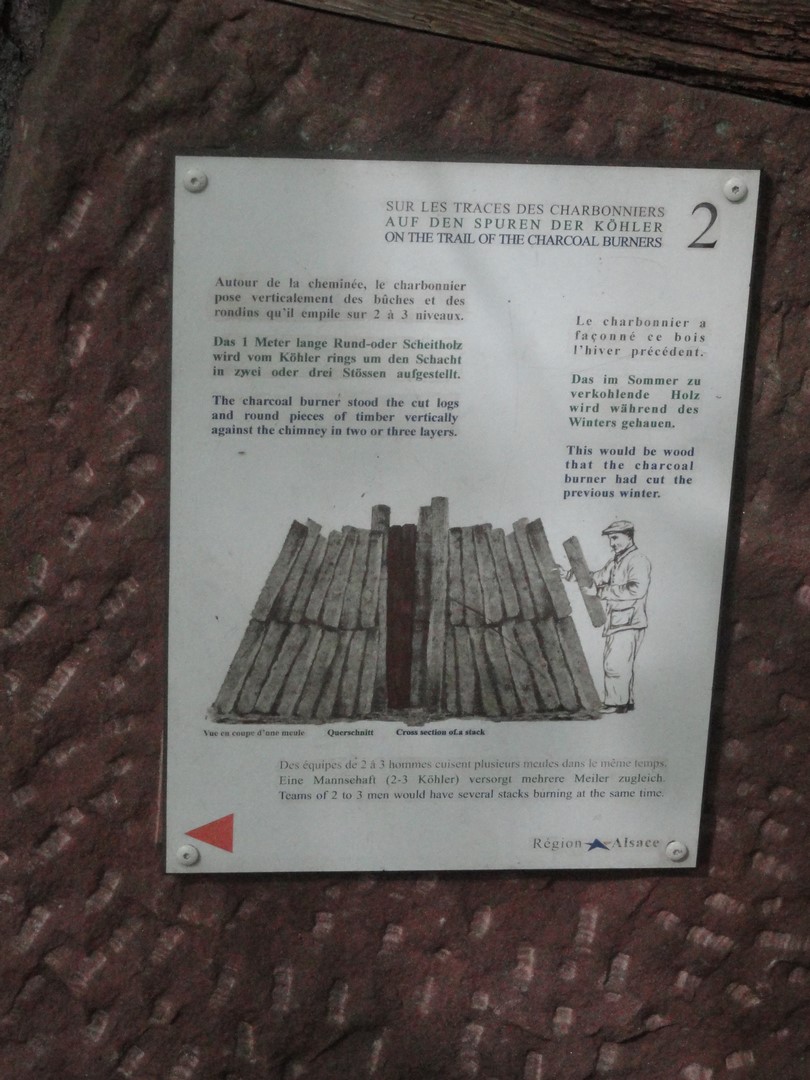 SUR LES TRACES DES CHARBONNIERS
AUF DEN SPUREN DER KÖHLER
ON THE TRAIL OF THE CHARCOAL BURNERS
2
Autour de la cheminée, le charbonnier
pose verticalement des bûches et des
rondins qu'il empile sur 2 à 3 niveaux.
Das 1 Meter lange Rund-oder Scheitholz
wird vom Köhler rings um den Schacht
in zwei oder drei Stössen aufgestellt.
The charcoal burner stood the cut logs
and round pieces of timber vertically
against the chimney in two or three layers.
Le charbonnier a
façonné ce bois
l'hiver précédent.
Das im Sommer zu
verkohlende Holz
wird während des
Winters gehauen.
This would be wood
that the charcoal
burner had cut the
previous winter.
Vue en coupe d'une meule Querschnitt Cross section of a stack
Des équipes de 2 à 3 hommes cuisent plusieurs meules dans le même temps.
Eine Mannschaft (2-3 Köhler) versorgt mehrere Meiler zugleich.
Teams of 2 to 3 men would have several stacks burning at the same time.
Région Alsace